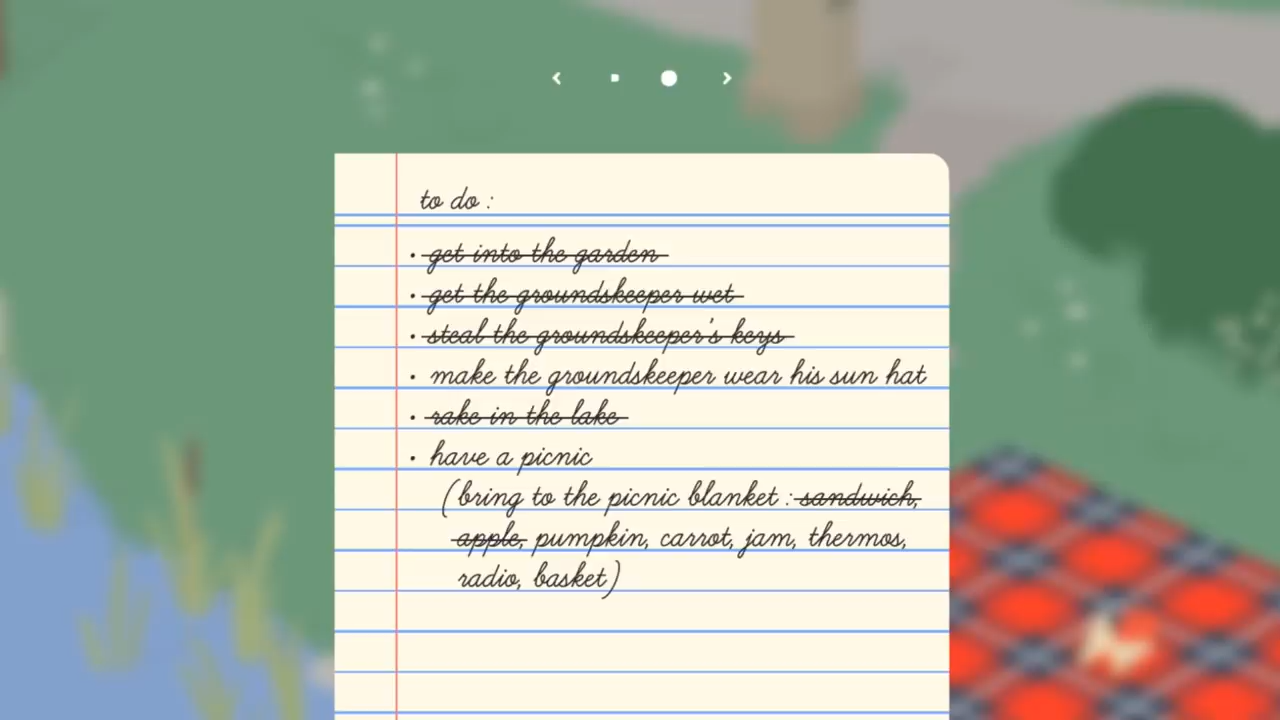 to do :
• get into the garden
• get the groundskeeper wet
• steal the groundskeeper's keys
• make the groundskeeper wear his sun hat
• rake in the lake
• have a picnic
(bring to the picnic blanket : sandwich,
apple, pumpkin, carrot, jam, thermos,
radio, basket)